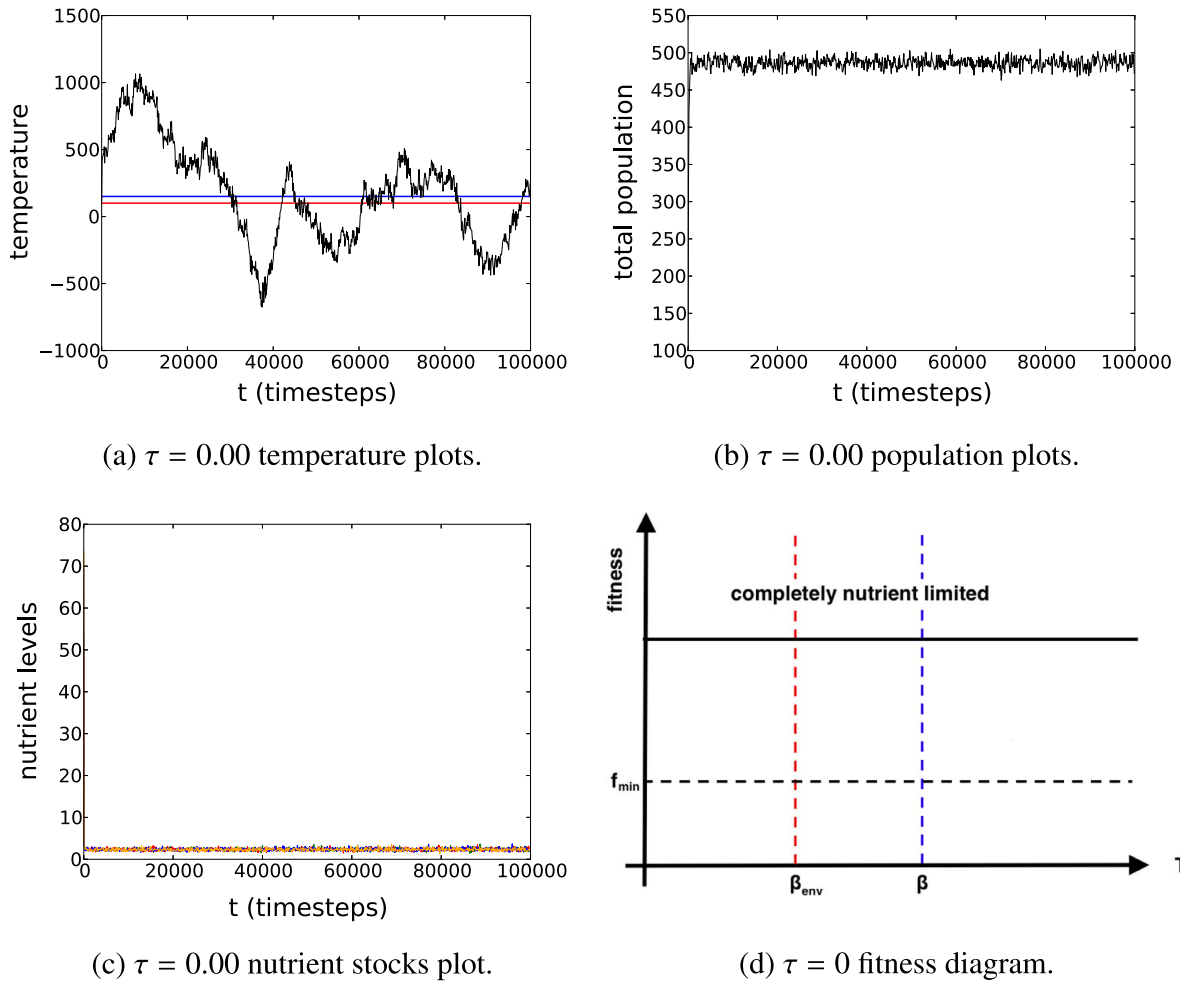 1500
1000
500
0
−500
−1000
temperature
0 20000 40000 60000 80000 100000
t (timesteps)
(a) τ = 0.00 temperature plots.
550
500
450
400
350
300
250
200
150
100
total population
0 20000 40000 60000 80000 100000
t (timesteps)
(b) τ = 0.00 population plots.
80
70
60
50
40
30
20
10
0
nutrient levels
0 20000 40000 60000 80000 100000
t (timesteps)
(c) τ = 0.00 nutrient stocks plot.
fitness
completely nutrient limited
fmin
βenv β
T
(d) τ = 0 fitness diagram.